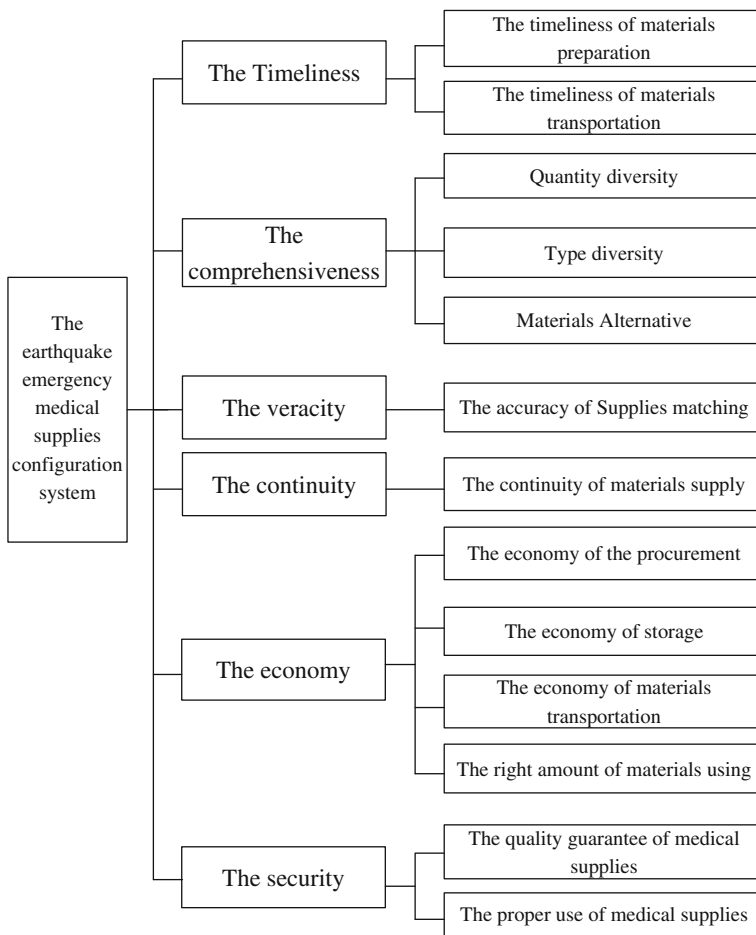 The
earthquake
emergency
medical
supplies
configuration
system
The Timeliness
The timeliness of materials
preparation
The timeliness of materials
transportation
The
comprehensiveness
Quantity diversity
Type diversity
Materials Alternative
The veracity
The accuracy of Supplies matching
The continuity
The continuity of materials supply
The economy
The economy of the procurement
The economy of storage
The economy of materials
transportation
The right amount of materials using
The security
The quality guarantee of medical
supplies
The proper use of medical supplies